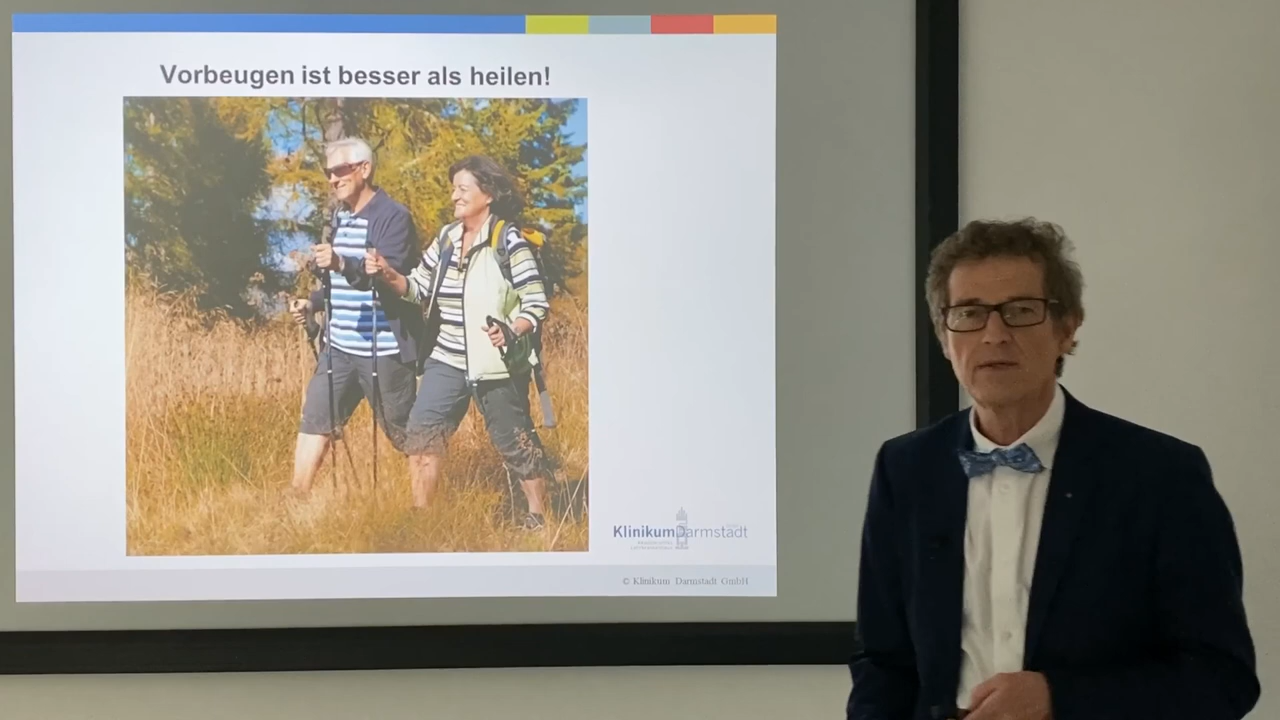 Vorbeugen ist besser als heilen!
KlinikumDarmstadt
© Klinikum Darmstadt GmbH